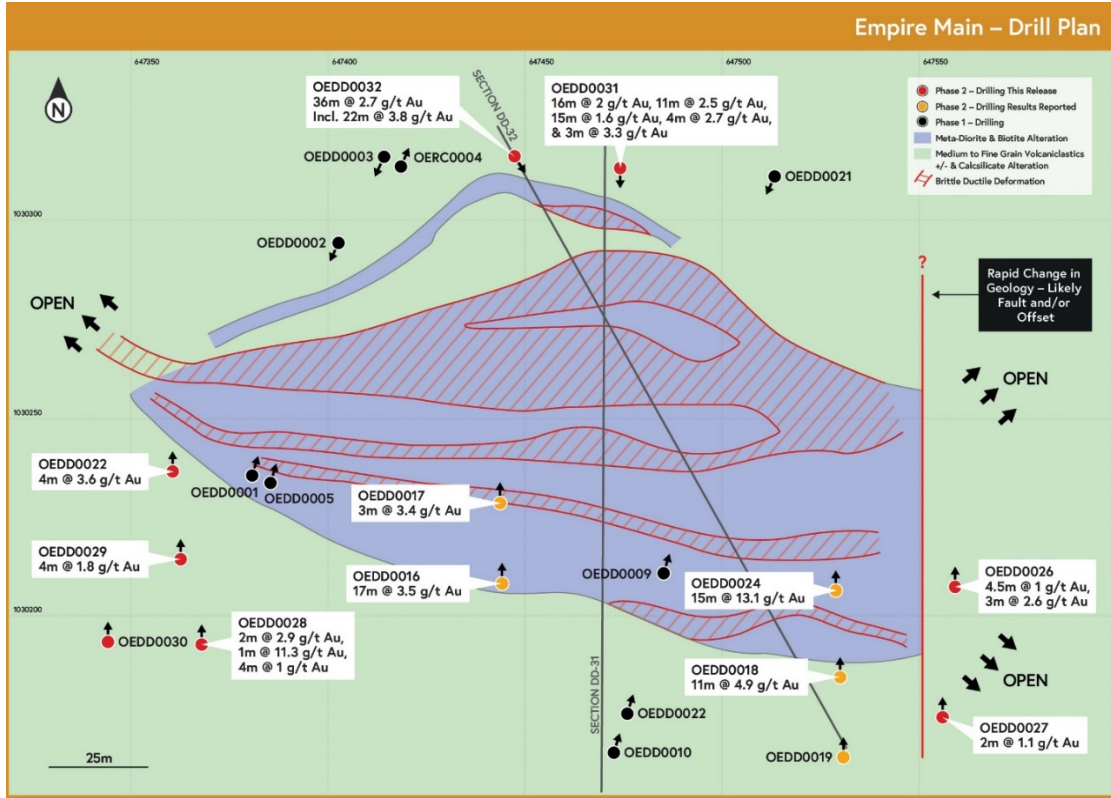 Empire Main – Drill Plan
647350
647400
647450
647500
647550
N
Phase 2 – Drilling This Release
Phase 2 – Drilling Results Reported
Phase 1 – Drilling
Meta-Diorite & Biotite Alteration
Medium to Fine Grain Volcaniclastics
+/- & Calcsilicate Alteration
Brittle Ductile Deformation
OEDD0032
36m @ 2.7 g/t Au
Incl. 22m @ 3.8 g/t Au
SECTION DD-32
OEDD0031
16m @ 2 g/t Au, 11m @ 2.5 g/t Au,
15m @ 1.6 g/t Au, 4m @ 2.7 g/t Au,
& 3m @ 3.3 g/t Au
OEDD0003
OERC0004
OEDD0021
1030300
OEDD0002
?
Rapid Change in
Geology – Likely
Fault and/or
Offset
OPEN
OPEN
1030250
OEDD0022
4m @ 3.6 g/t Au
OEDD0001
OEDD0005
OEDD0017
3m @ 3.4 g/t Au
OEDD0029
4m @ 1.8 g/t Au
OEDD0016
17m @ 3.5 g/t Au
OEDD0009
OEDD0024
15m @ 13.1 g/t Au
OEDD0026
4.5m @ 1 g/t Au,
3m @ 2.6 g/t Au
1030200
OEDD0030
OEDD0028
2m @ 2.9 g/t Au,
1m @ 11.3 g/t Au,
4m @ 1 g/t Au
OEDD0018
11m @ 4.9 g/t Au
OPEN
SECTION DD-31
OEDD0022
OEDD0010
OEDD0019
OEDD0027
2m @ 1.1 g/t Au
25m